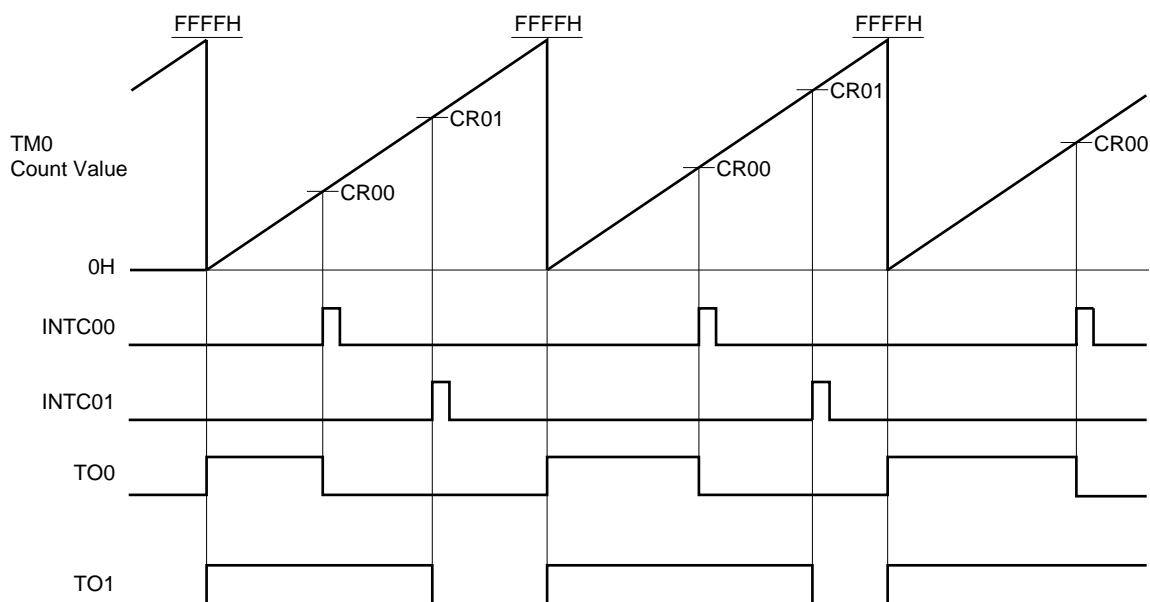 FFFFH
FFFFH
FFFFH
CR01
CR01
TM0
Count Value
CR00
CR00
CR00
0H
INTC00
INTC01
TO0
TO1